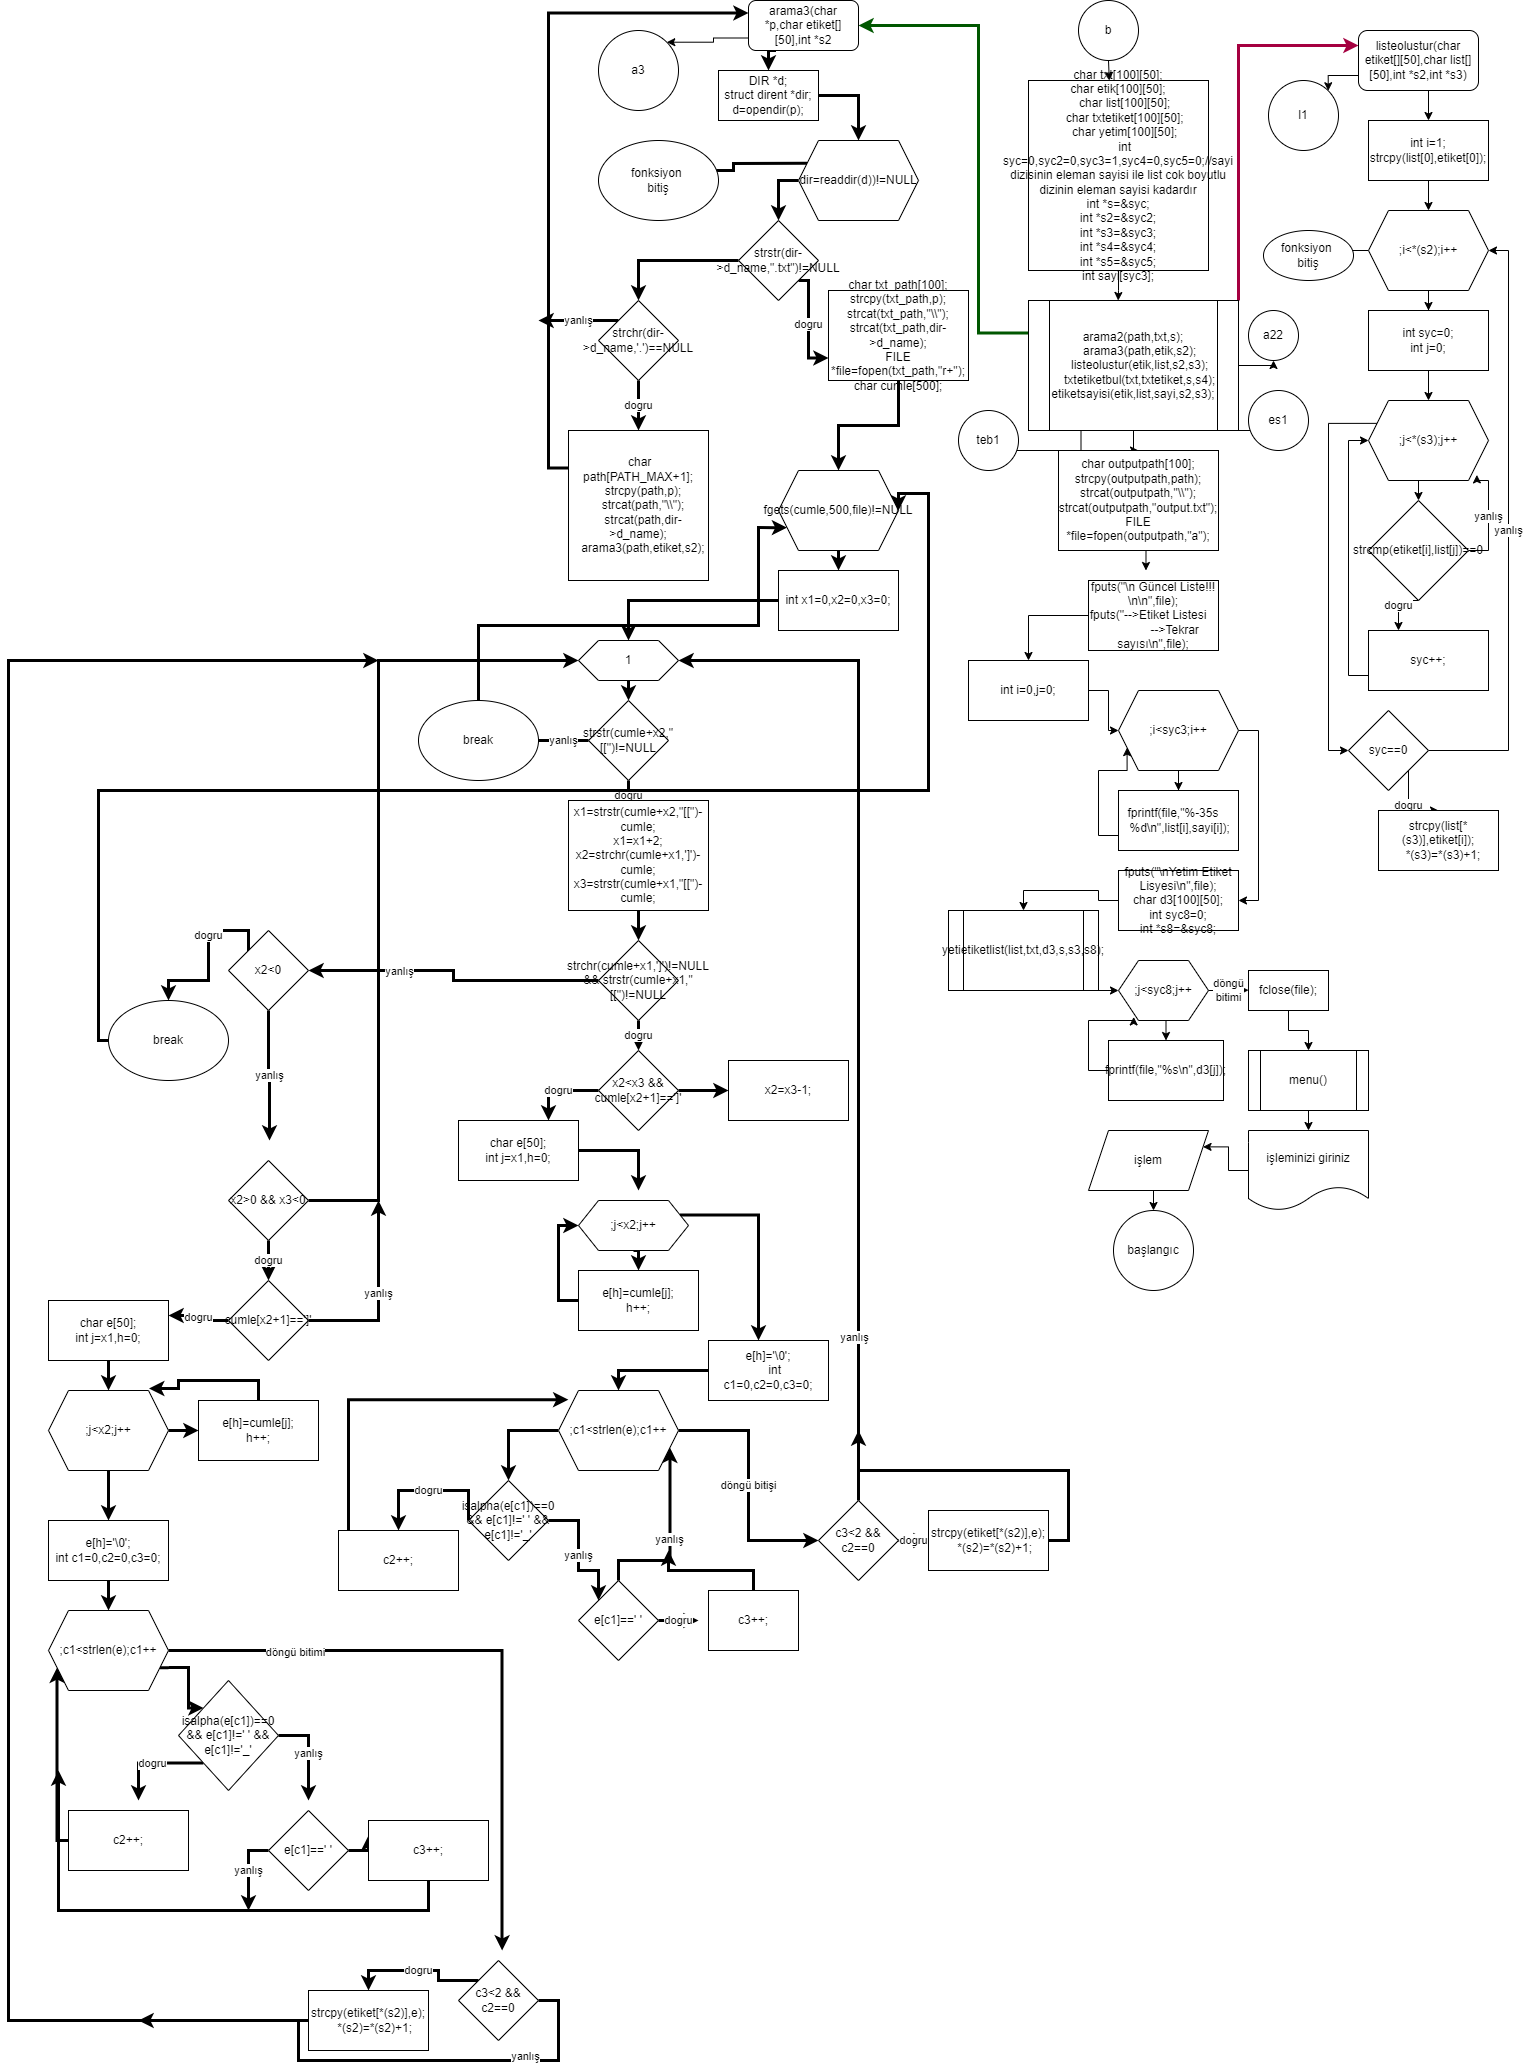 arama3(char
*p,char etiket[]
[50],int *s2
a3
DIR *d;
struct dirent *dir;
d=opendir(p);
fonksiyon
bitiş
dir=readdir(d))!=NULL
strstr(dir-
>d_name,".txt")!=NULL
yanlış
strchr(dir-
>d_name,'.')==NULL
dogru
dogru
char txt_path[100];
strcpy(txt_path,p);
strcat(txt_path,"\\");
strcat(txt_path,dir-
>d_name);
FILE
*file=fopen(txt_path,"r+");
char cumle[500];
char
path[PATH_MAX+1];
strcpy(path,p);
strcat(path,"\\");
strcat(path,dir-
>d_name);
arama3(path,etiket,s2);
fgets(cumle,500,file)!=NULL
int x1=0,x2=0,x3=0;
1
break
yanlış
strstr(cumle+x2,"
[[")!=NULL
dogru
x1=strstr(cumle+x2,"[[")-
cumle;
x1=x1+2;
x2=strchr(cumle+x1,']')-
cumle;
x3=strstr(cumle+x1,"[[")-
cumle;
dogru
x2<0
yanlış
strchr(cumle+x1,']')!=NULL
&& strstr(cumle+x1,"
[[")!=NULL
break
dogru
yanlış
dogru
x2<x3 &&
cumle[x2+1]==']'
x2=x3-1;
char e[50];
int j=x1,h=0;
x2>0 && x3<0
;j<x2;j++
dogru
e[h]=cumle[j];
h++;
yanlış
char e[50];
int j=x1,h=0;
dogru
cumle[x2+1]==']'
yanlış
e[h]='\0';
int
c1=0,c2=0,c3=0;
;j<x2;j++
e[h]=cumle[j];
h++;
;c1<strlen(e);c1++
döngü bitişi
dogru
isalpha(e[c1])==0
&& e[c1]!=' ' &&
e[c1]!='_'
c2++;
yanlış
yanlış
c3<2 &&
c2==0
doğru
strcpy(etiket[*(s2)],e);
*(s2)=*(s2)+1;
e[h]='\0';
int c1=0,c2=0,c3=0;
e[c1]==' '
doğru
c3++;
;c1<strlen(e);c1++
döngü bitimi
isalpha(e[c1])==0
&& e[c1]!=' ' &&
e[c1]!='_'
yanlış
dogru
c2++;
e[c1]==' '
c3++;
yanlış
dogru
c3<2 &&
c2==0
strcpy(etiket[*(s2)],e);
*(s2)=*(s2)+1;
yanlış
b
char txt[100][50];
char etik[100][50];
char list[100][50];
char txtetiket[100][50];
char yetim[100][50];
int
syc=0,syc2=0,syc3=1,syc4=0,syc5=0;//sayi
dizisinin eleman sayisi ile list cok boyutlu
dizinin eleman sayisi kadardır
int *s=&syc;
int *s2=&syc2;
int *s3=&syc3;
int *s4=&syc4;
int *s5=&syc5;
int sayi[syc3];
arama2(path,txt,s);
arama3(path,etik,s2);
listeolustur(etik,list,s2,s3);
txtetiketbul(txt,txtetiket,s,s4);
etiketsayisi(etik,list,sayi,s2,s3);
a22
es1
teb1
char outputpath[100];
strcpy(outputpath,path);
strcat(outputpath,"\\");
strcat(outputpath,"output.txt");
FILE
*file=fopen(outputpath,"a");
fputs("\n Güncel Liste!!!
\n\n",file);
fputs("-->Etiket Listesi
-->Tekrar
sayısı\n",file);
int i=0,j=0;
;i<syc3;i++
fprintf(file,"%-35s
%d\n",list[i],sayi[i]);
fputs("\nYetim Etiket
Lisyesi\n",file);
char d3[100][50];
int syc8=0;
int *s8=&syc8;
yetietiketlist(list,txt,d3,s,s3,s8);
;j<syc8;j++
döngü
bitimi
fclose(file);
fprintf(file,"%s\n",d3[j]);
menu()
işlem
işleminizi giriniz
başlangıc
listeolustur(char
etiket[][50],char list[]
[50],int *s2,int *s3)
l1
int i=1;
strcpy(list[0],etiket[0]);
fonksiyon
bitiş
;i<*(s2);i++
int syc=0;
int j=0;
;j<*(s3);j++
yanlış
yanlış
strcmp(etiket[i],list[j])==0
dogru
syc++;
syc==0
dogru
strcpy(list[*
(s3)],etiket[i]);
*(s3)=*(s3)+1;